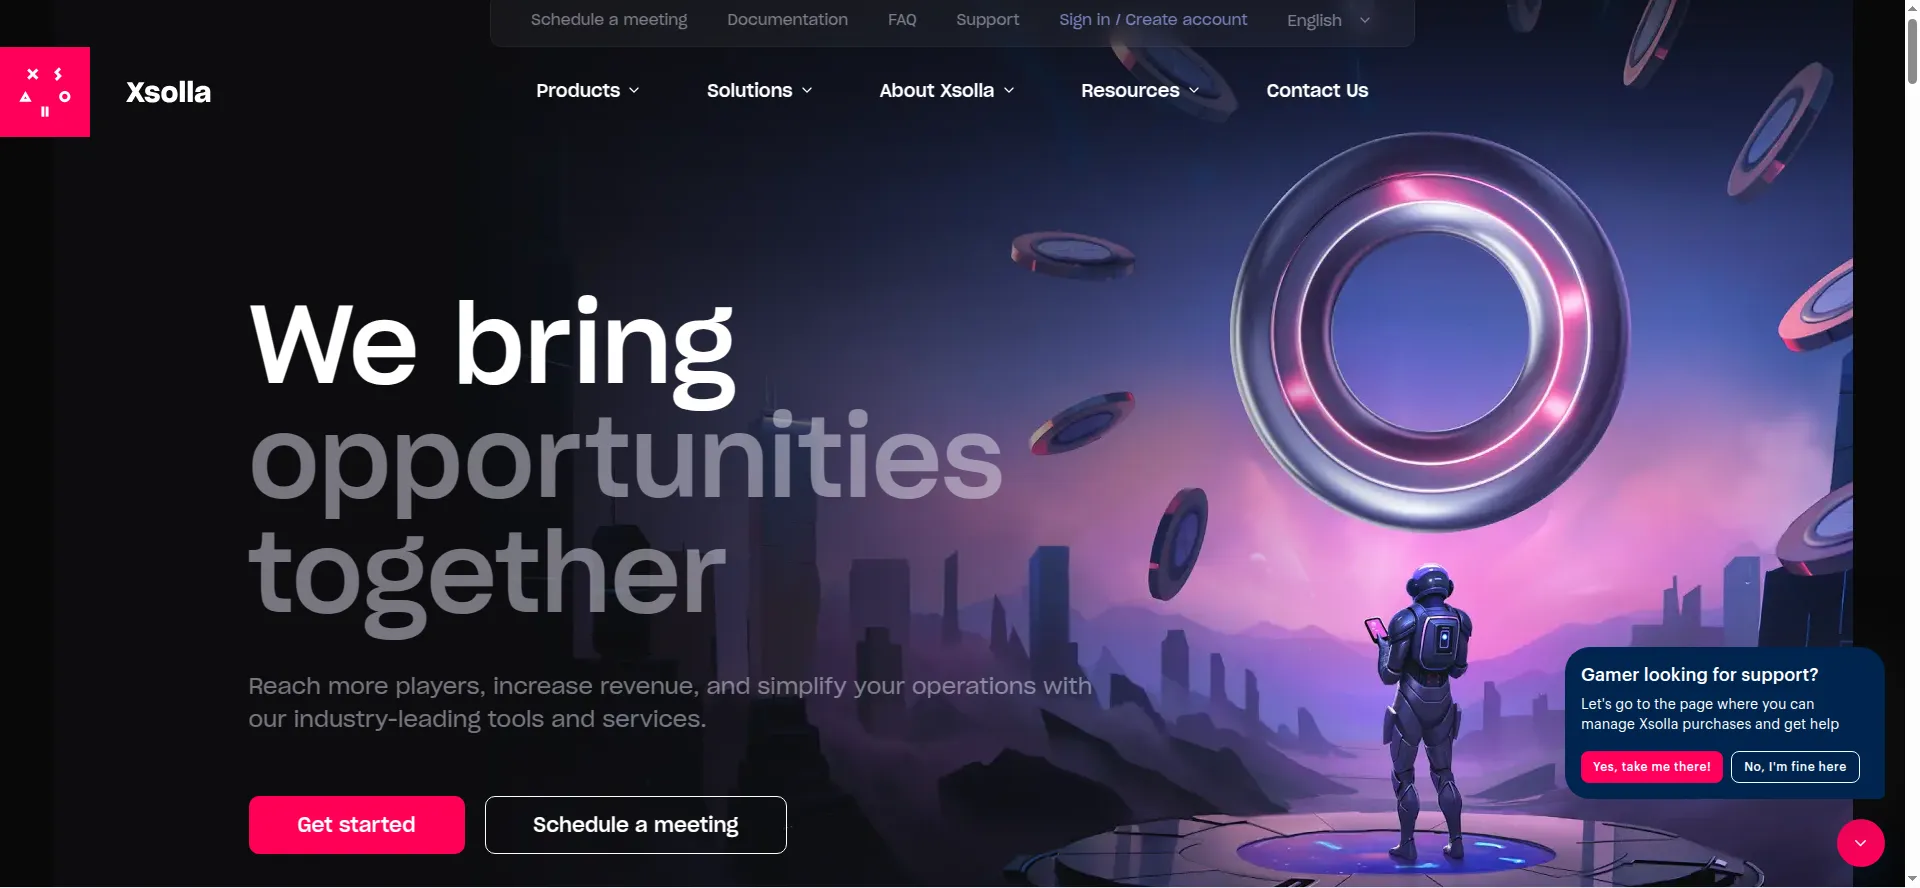 Schedule a meeting Documentation FAQ Support Sign in / Create account English
Xsolla
Products Solutions About Xsolla Resources Contact Us
We bring
opportunities
together
Reach more players, increase revenue, and simplify your operations with
our industry-leading tools and services.
Get started Schedule a meeting
Gamer looking for support?
Let's go to the page where you can
manage Xsolla purchases and get help
Yes, take me there! No, I'm fine here